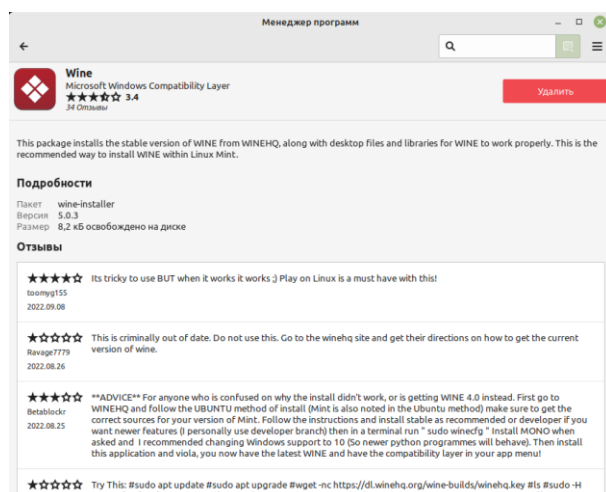 Менеджер программ
Wine
Microsoft Windows Compatibility Layer
3.4
34 Отзывы
Удалить
This package installs the stable version of WINE from WINEHQ, along with desktop files and libraries for WINE to work properly. This is the
recommended way to install WINE within Linux Mint.
Подробности
Пакет wine-installer
Версия 5.0.3
Размер 8,2 кБ освобождено на диске
Отзывы
Its tricky to use BUT when it works it works ;) Play on Linux is a must have with this!
toomyg155
2022.09.08
This is criminally out of date. Do not use this. Go to the winehq site and get their directions on how to get the current
version of wine.
Ravage7779
2022.08.26
**ADVICE** For anyone who is confused on why the install didn't work, or is getting WINE 4.0 instead. First go to
WINEHQ and follow the UBUNTU method of install (Mint is also noted in the Ubuntu method) make sure to get the
correct sources for your version of Mint. Follow the instructions and install stable as recommended or developer if you
want newer features (I personally use developer branch) then in a terminal run " sudo winecfg " Install MONO when
asked and I recommended changing Windows support to 10 (So newer python programmes will behave). Then install
this application and viola, you now have the latest WINE and have the compatibility layer in your app menu!
Betablockr
2022.08.25
Try This: #sudo apt update #sudo apt upgrade #wget -nc https://dl.winehq.org/wine-builds/winehq.key #ls #sudo -H